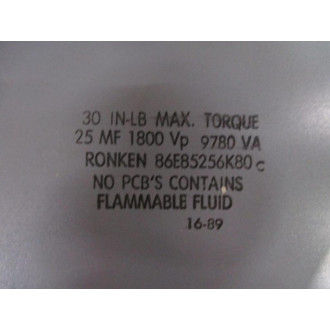 30 IN-LB MAX. TORQUE
25 MF 1800 Vp 9780 VA
RONKEN 86E85256K80 c
NO PCB'S CONTAINS
FLAMMABLE FLUID
16-89